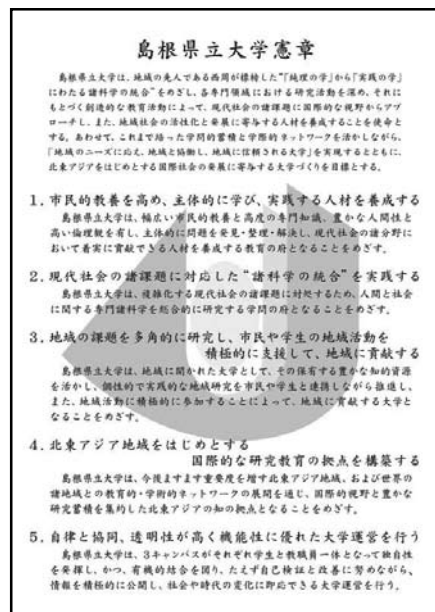 島根県立大学憲章
島根県立大学は、地域の先人である西周が標榜した“「純理の学」から「実践の学」
にわたる諸科学の統合”をめざし、各専門領域における研究活動を深め、それに
もとづく創造的な教育活動によって、現代社会の諸課題に国際的な視野からアプ
ローチし、また、地域社会の活性化と発展に寄与する人材を養成することを使命と
する。あわせて、これまで培った学問的蓄積と学際的ネットワークを活かしながら、
「地域のニーズに応え、地域と協働し、地域に信頼される大学」を実現するとともに、
北東アジアをはじめとする国際社会の発展に寄与する大学づくりを目標とする。
1. 市民的教養を高め、主体的に学び、実践する人材を養成する
島根県立大学は、幅広い市民的教養と高度の専門知識、豊かな人間性と
高い倫理観を有し、主体的に問題を発見・整理・解決し、現代社会の諸分野に
おいて着実に貢献できる人材を養成する教育の府となることをめざす。
2. 現代社会の諸課題に対応した“諸科学の統合”を実践する
島根県立大学は、複雑化する現代社会の諸課題に対処するため、人間と社会
に関する専門諸科学を総合的に研究する学問の府となることをめざす。
3. 地域の課題を多角的に研究し、市民や学生の地域活動を
積極的に支援して、地域に貢献する
島根県立大学は、地域に開かれた大学として、その保有する豊かな知的資源
を活かし、個性的で実践的な地域研究を市民や学生と連携しながら推進し、
また、地域活動に積極的に参加することによって、地域に貢献する大学と
なることをめざす。
4. 北東アジア地域をはじめとする
国際的な研究教育の拠点を構築する
島根県立大学は、今後ますます重要度を増す北東アジア地域、および世界の
諸地域との教育的・学術的ネットワークの展開を通じ、国際的視野と豊かな
研究蓄積を集約した北東アジアの知の拠点となることをめざす。
5. 自律と協同、透明性が高く機能性に優れた大学運営を行う
島根県立大学は、3キャンパスがそれぞれ学生と教職員一体となって独自性
を発揮し、かつ、有機的結合を図り、たえず自己検証と改善に努めながら、
情報を積極的に公開し、社会や時代の変化に即応できる大学運営を行う。